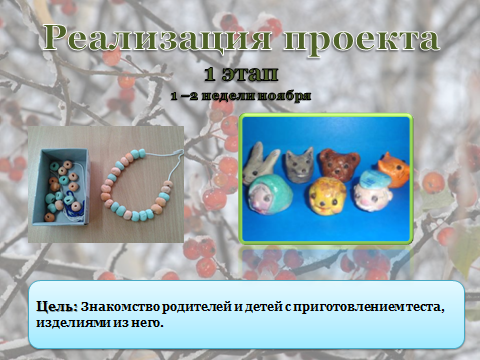 Реализация проекта
1 этап
1 –2 недели ноября
Цель: Знакомство родителей и детей с приготовлением теста,
изделиями из него.